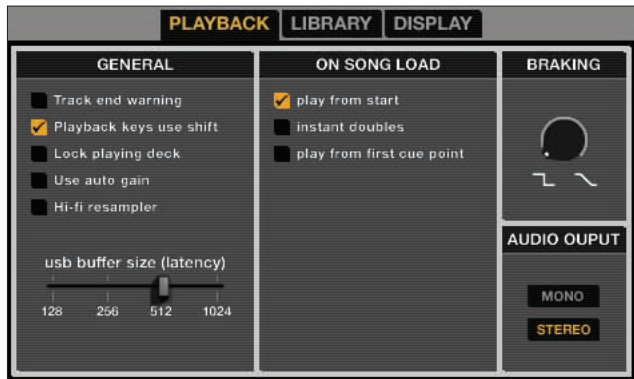 PLAYBACK LIBRARY DISPLAY
GENERAL
Track end warning
Playback keys use shift
Lock playing deck
Use auto gain
Hi-fi resampler
usb buffer size (latency)
128 256 512 1024
ON SONG LOAD
play from start
instant doubles
play from first cue point
BRAKING
AUDIO OUPUT
MONO
STEREO